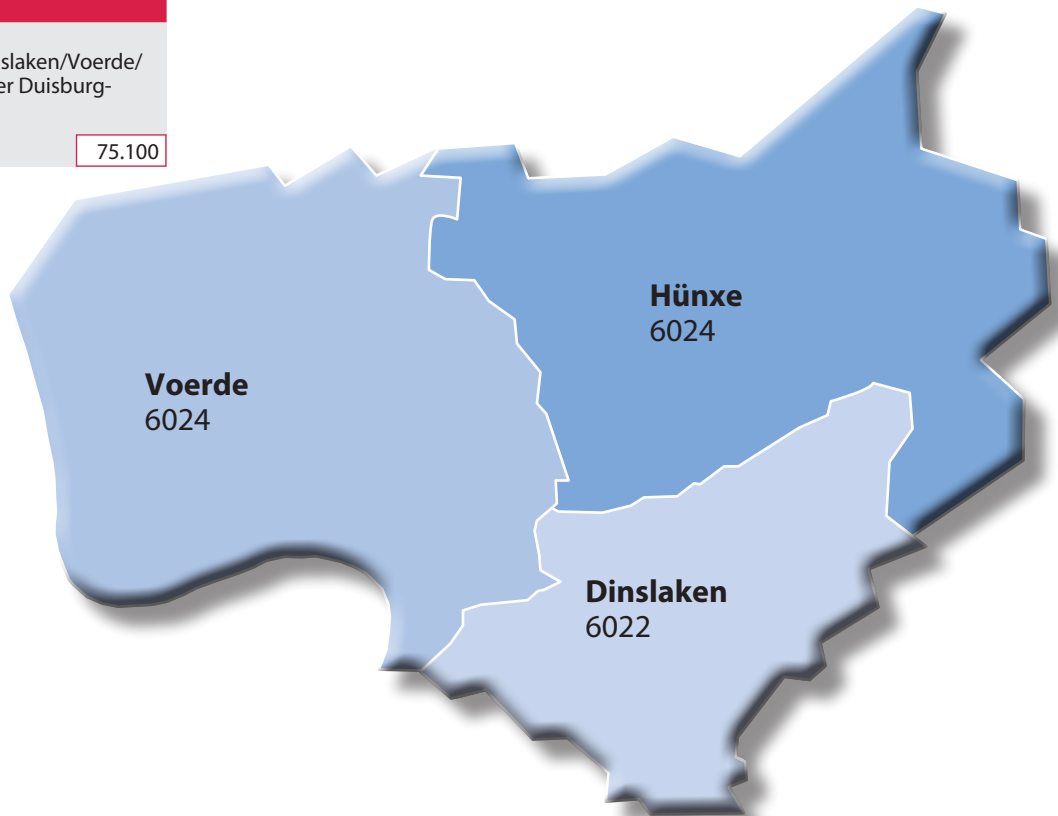 slaken/Voerde/
er Duisburg-
75.100
Hünxe
6024
Voerde
6024
Dinslaken
6022